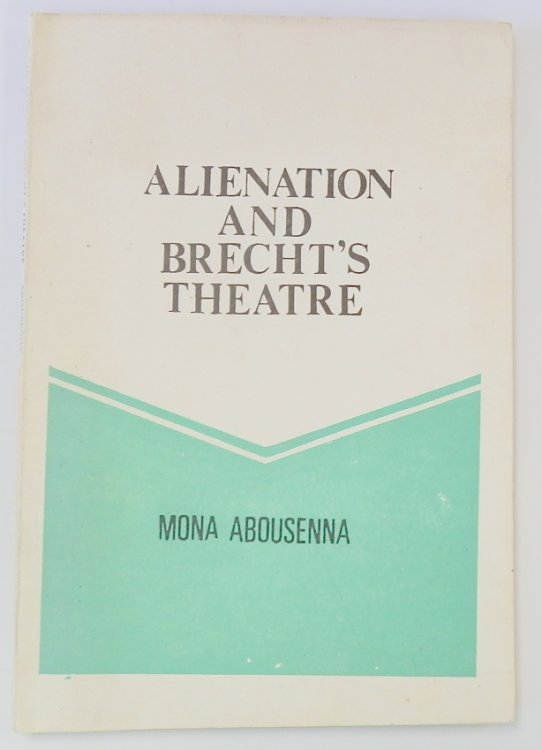 ALIENATION
AND
BRECHT'S
THEATRE
MONA ABOUSENNA